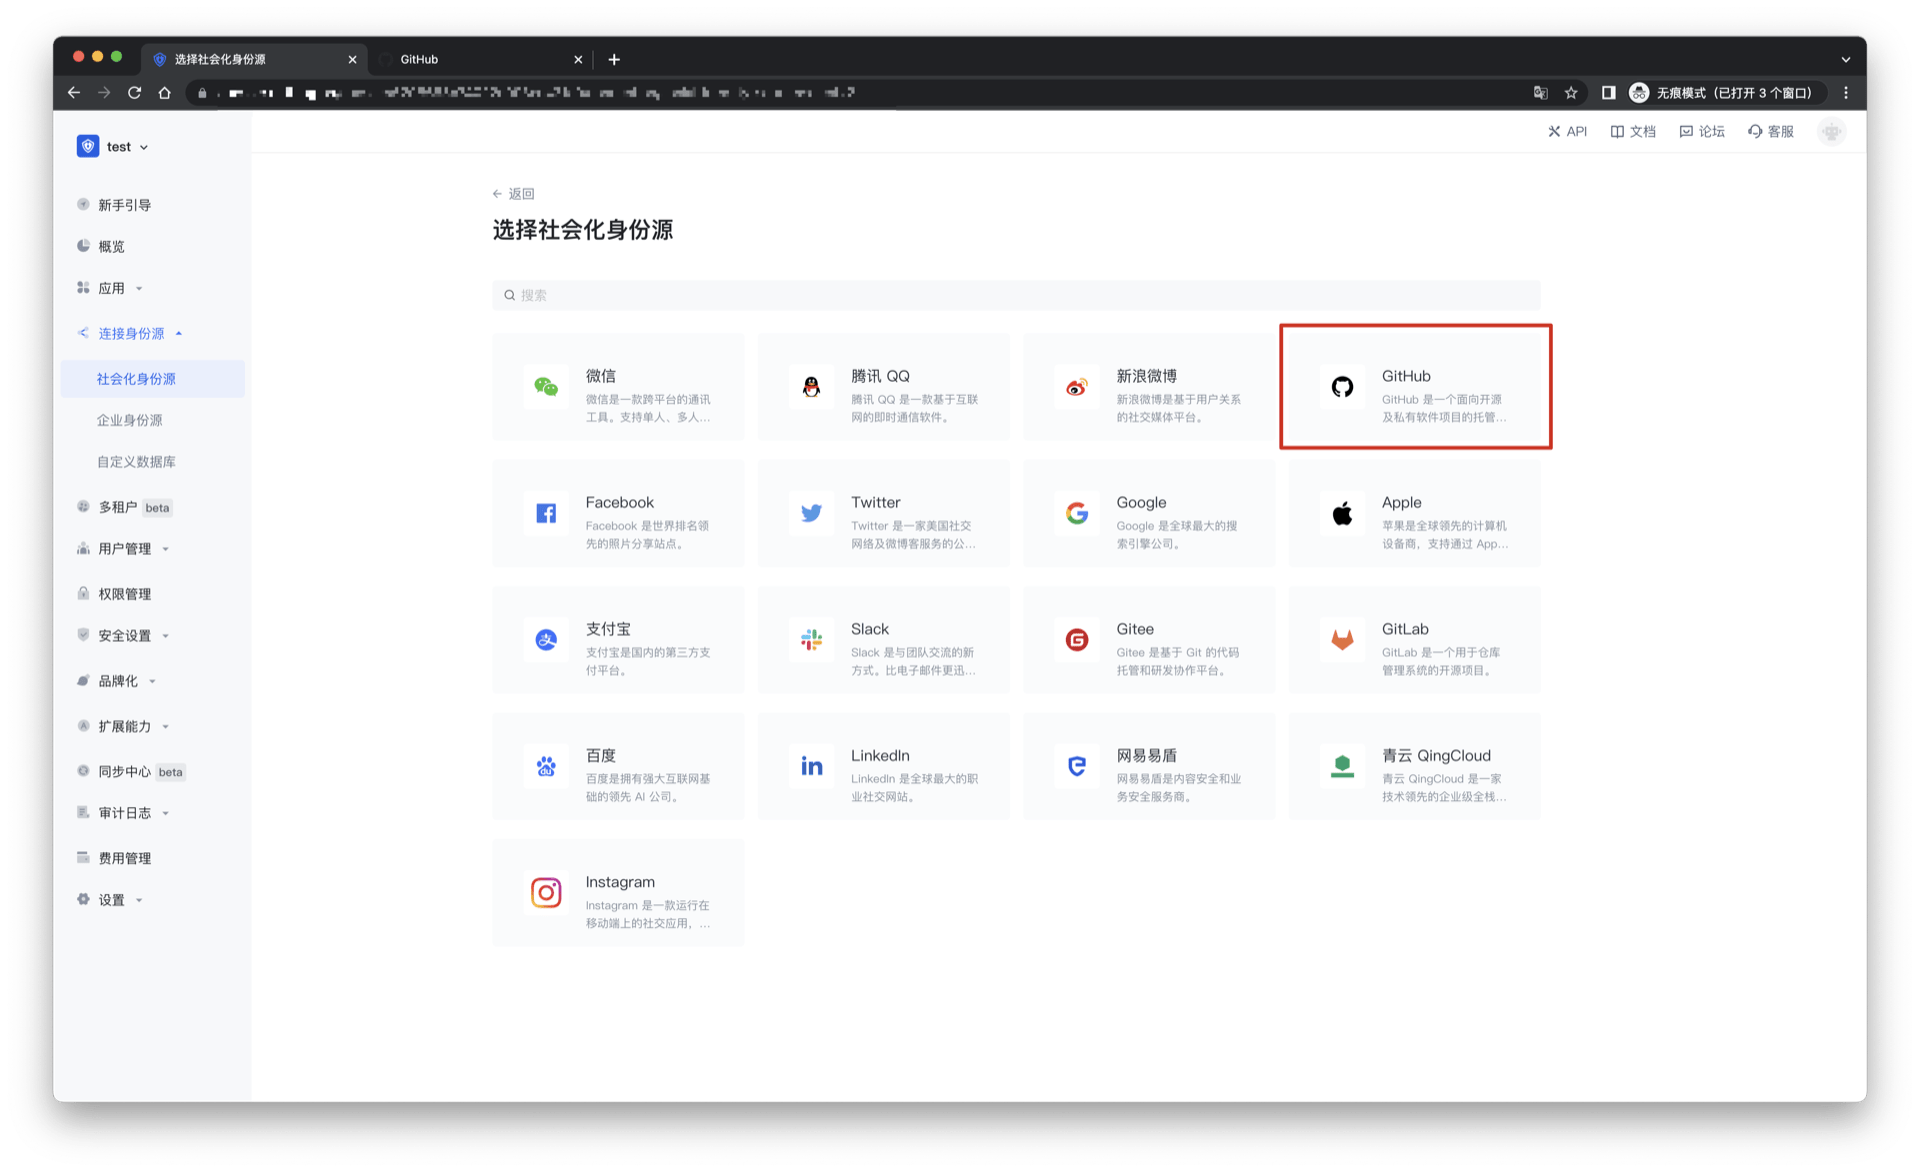 选择社会化身份源
GitHub
无痕模式（已打开 3 个窗口）
test
API
文档
论坛
客服
新手引导
概览
应用
连接身份源
社会化身份源
企业身份源
自定义数据库
多租户 beta
用户管理
权限管理
安全设置
品牌化
扩展能力
同步中心 beta
审计日志
费用管理
设置
返回
选择社会化身份源
搜索
微信
微信是一款跨平台的通讯
工具。支持单人、多人...
腾讯 QQ
腾讯 QQ 是一款基于互联
网的即时通信软件。
新浪微博
新浪微博是基于用户关系
的社交媒体平台。
GitHub
GitHub 是一个面向开源
及私有软件项目的托管...
Facebook
Facebook 是世界排名领
先的照片分享站点。
Twitter
Twitter 是一家美国社交
网络及微博客服务的公...
Google
Google 是全球最大的搜
索引擎公司。
Apple
苹果是全球领先的计算机
设备商，支持通过 App...
支付宝
支付宝是国内的第三方支
付平台。
Slack
Slack 是与团队交流的新
方式。比电子邮件更迅...
Gitee
Gitee 是基于 Git 的代码
托管和研发协作平台。
GitLab
GitLab 是一个用于仓库
管理系统的开源项目。
百度
百度是拥有强大互联网基
础的领先 AI 公司。
LinkedIn
LinkedIn 是全球最大的职
业社交网站。
网易易盾
网易易盾是内容安全和业
务安全服务商。
青云 QingCloud
青云 QingCloud 是一家
技术领先的企业级全栈...
Instagram
Instagram 是一款运行在
移动端上的社交应用，...